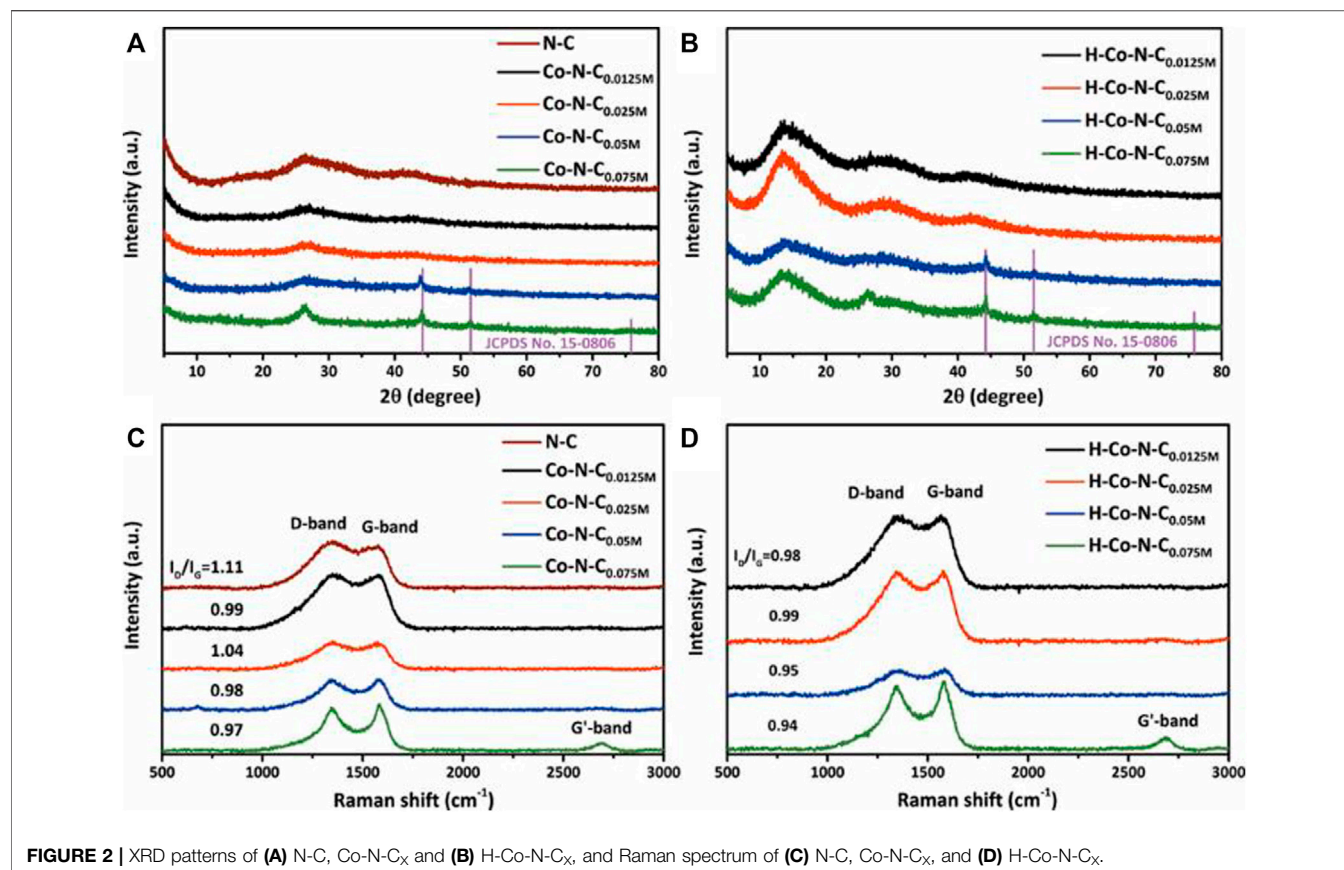 A
N-C
Co-N-C0.0125M
Co-N-C0.025M
Co-N-C0.05M
Co-N-C0.075M
Intensity (a.u.)
JCPDS No. 15-0806
10 20 30 40 50 60 70 80
2θ (degree)
B
H-Co-N-C0.0125M
H-Co-N-C0.025M
H-Co-N-C0.05M
H-Co-N-C0.075M
Intensity (a.u.)
JCPDS No. 15-0806
10 20 30 40 50 60 70 80
2θ (degree)
C
N-C
Co-N-C0.0125M
Co-N-C0.025M
Co-N-C0.05M
Co-N-C0.075M
D-band G-band
Intensity (a.u.)
ID/IG=1.11
0.99
1.04
0.98
0.97
G'-band
500 1000 1500 2000 2500 3000
Raman shift (cm-1)
D
H-Co-N-C0.0125M
H-Co-N-C0.025M
H-Co-N-C0.05M
H-Co-N-C0.075M
D-band G-band
Intensity (a.u.)
ID/IG=0.98
0.99
0.95
0.94
G'-band
500 1000 1500 2000 2500 3000
Raman shift (cm-1)
FIGURE 2 | XRD patterns of (A) N-C, Co-N-CX and (B) H-Co-N-CX, and Raman spectrum of (C) N-C, Co-N-CX, and (D) H-Co-N-CX.